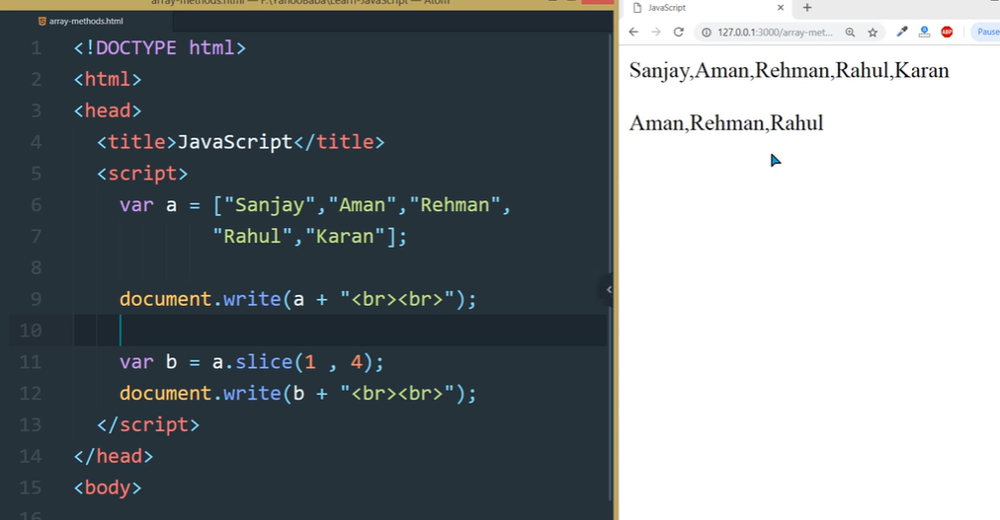 array-methods.html — F:\YahooBaba\Learn-JavaScript — Atom
array-methods.html
1 <!DOCTYPE html>
2 <html>
3 <head>
4 <title>JavaScript</title>
5 <script>
6 var a = ["Sanjay","Aman","Rehman",
7 "Rahul","Karan"];
8
9 document.write(a + "<br><br>");
10
11 var b = a.slice(1 , 4);
12 document.write(b + "<br><br>");
13 </script>
14 </head>
15 <body>
16
JavaScript
127.0.0.1:3000/array-met...
ABP
Pause
Sanjay,Aman,Rehman,Rahul,Karan
Aman,Rehman,Rahul